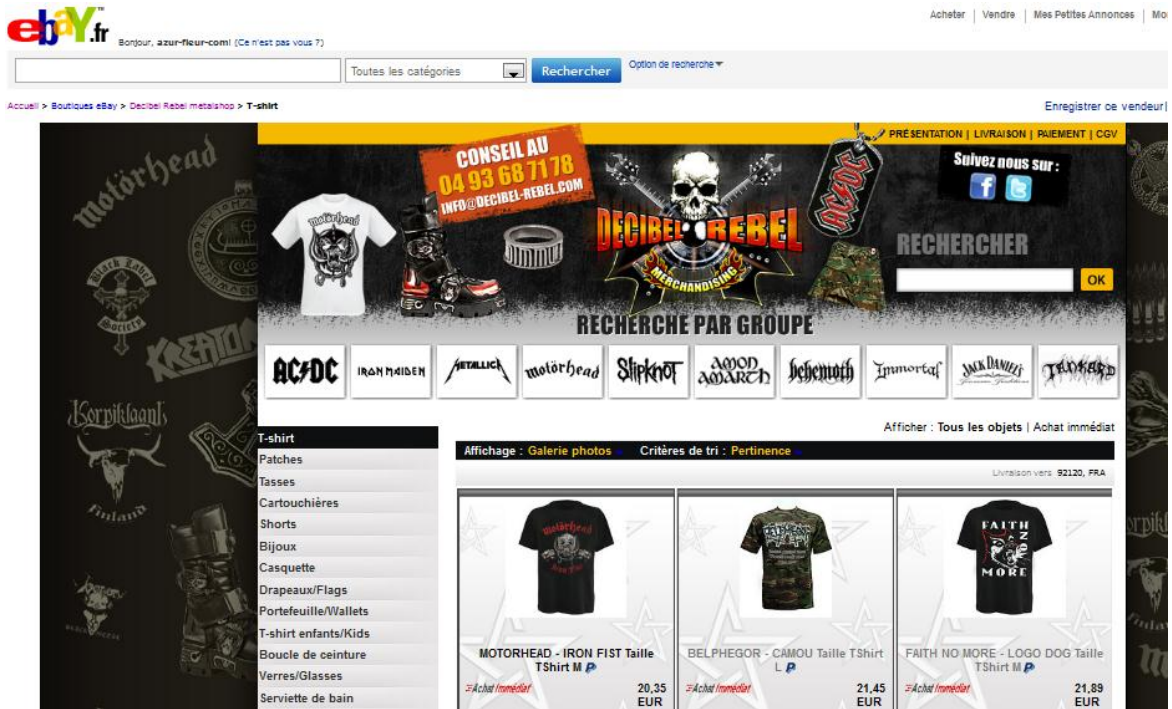 ebaY.fr™
Bonjour, azur-fleur-com! (Ce n'est pas vous ?)
Acheter | Vendre | Mes Petites Annonces | Mo
Toutes les catégories
Rechercher
Option de recherche
Accueil > Boutiques eBay > Decibel Rebel metalshop > T-shirt
Enregistrer ce vendeur|
PRÉSENTATION | LIVRAISON | PAIEMENT | CGV
CONSEIL AU
04 93 68 71 78
INFO@DECIBEL-REBEL.COM
Suivez nous sur :
motörhead
motörhead
AC/DC
DECIBEL REBEL
MERCHANDISING
RECHERCHER
OK
Black Label
Society
KREATOR
RECHERCHE PAR GROUPE
AC/DC
IRON MAIDEN
METALLICA
motörhead
SlipKnoT
AMON AMARTH
behemoth
Immortal
JACK DANIEL'S
TANKARD
Korpiklaani
Finland
Afficher : Tous les objets | Achat immédiat
T-shirt
Patches
Tasses
Cartouchières
Shorts
Bijoux
Casquette
Drapeaux/Flags
Portefeuille/Wallets
T-shirt enfants/Kids
Boucle de ceinture
Verres/Glasses
Serviette de bain
Affichage : Galerie photos
Critères de tri : Pertinence
Livraison vers 92120, FRA
motörhead
Iron Fist
FAITH
NO
MORE
MOTORHEAD - IRON FIST Taille
TShirt M
Achat Immédiat
20,35
EUR
BELPHEGOR - CAMOU Taille TShirt
L
Achat Immédiat
21,45
EUR
FAITH NO MORE - LOGO DOG Taille
TShirt M
Achat Immédiat
21,89
EUR